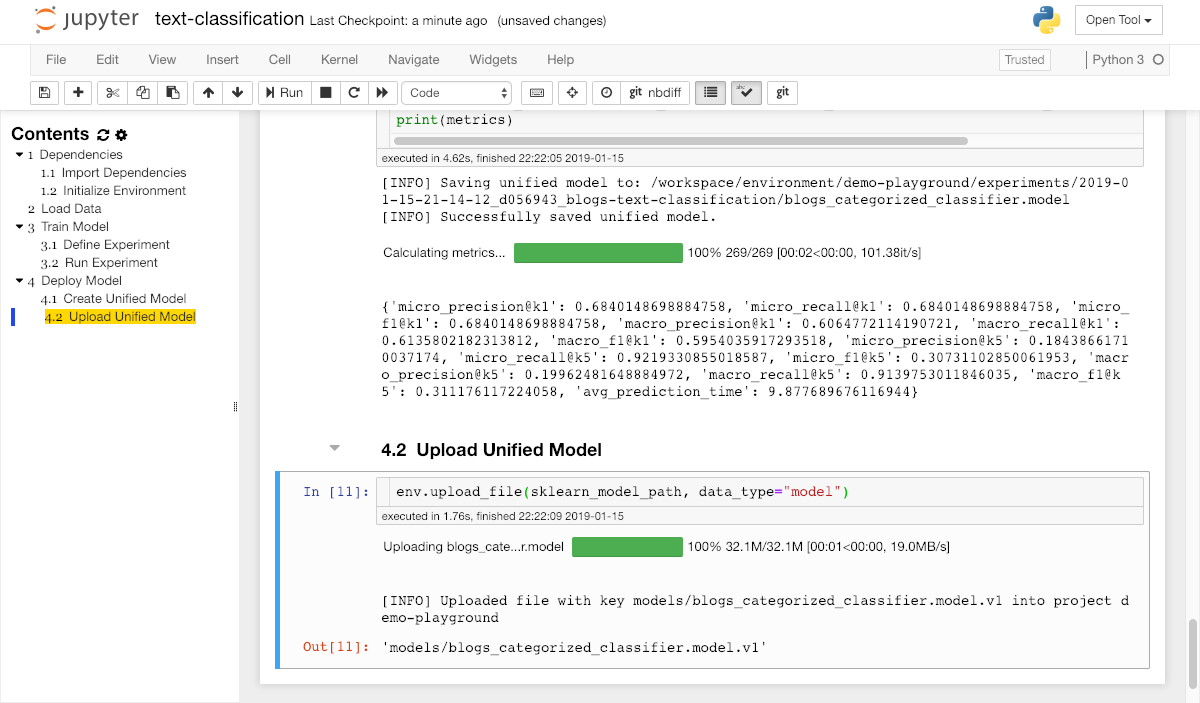 jupyter text-classification Last Checkpoint: a minute ago (unsaved changes) Open Tool
File Edit View Insert Cell Kernel Navigate Widgets Help Trusted Python 3
Run Code git nbdiff git
Contents
1 Dependencies
1.1 Import Dependencies
1.2 Initialize Environment
2 Load Data
3 Train Model
3.1 Define Experiment
3.2 Run Experiment
4 Deploy Model
4.1 Create Unified Model
4.2 Upload Unified Model
print(metrics)
executed in 4.62s, finished 22:22:05 2019-01-15
[INFO] Saving unified model to: /workspace/environment/demo-playground/experiments/2019-0
1-15-21-14-12_d056943_blogs-text-classification/blogs_categorized_classifier.model
[INFO] Successfully saved unified model.
Calculating metrics... 100% 269/269 [00:02<00:00, 101.38it/s]
{'micro_precision@k1': 0.6840148698884758, 'micro_recall@k1': 0.6840148698884758, 'micro_
f1@k1': 0.6840148698884758, 'macro_precision@k1': 0.6064772114190721, 'macro_recall@k1':
0.6135802182313812, 'macro_f1@k1': 0.5954035917293518, 'micro_precision@k5': 0.1843866171
0037174, 'micro_recall@k5': 0.9219330855018587, 'micro_f1@k5': 0.30731102850061953, 'macr
o_precision@k5': 0.19962481648884972, 'macro_recall@k5': 0.9139753011846035, 'macro_f1@k
5': 0.311176117224058, 'avg_prediction_time': 9.877689676116944}
4.2 Upload Unified Model
In [11]: env.upload_file(sklearn_model_path, data_type="model")
executed in 1.76s, finished 22:22:09 2019-01-15
Uploading blogs_cate...r.model 100% 32.1M/32.1M [00:01<00:00, 19.0MB/s]
[INFO] Uploaded file with key models/blogs_categorized_classifier.model.v1 into project d
emo-playground
Out[11]: 'models/blogs_categorized_classifier.model.v1'